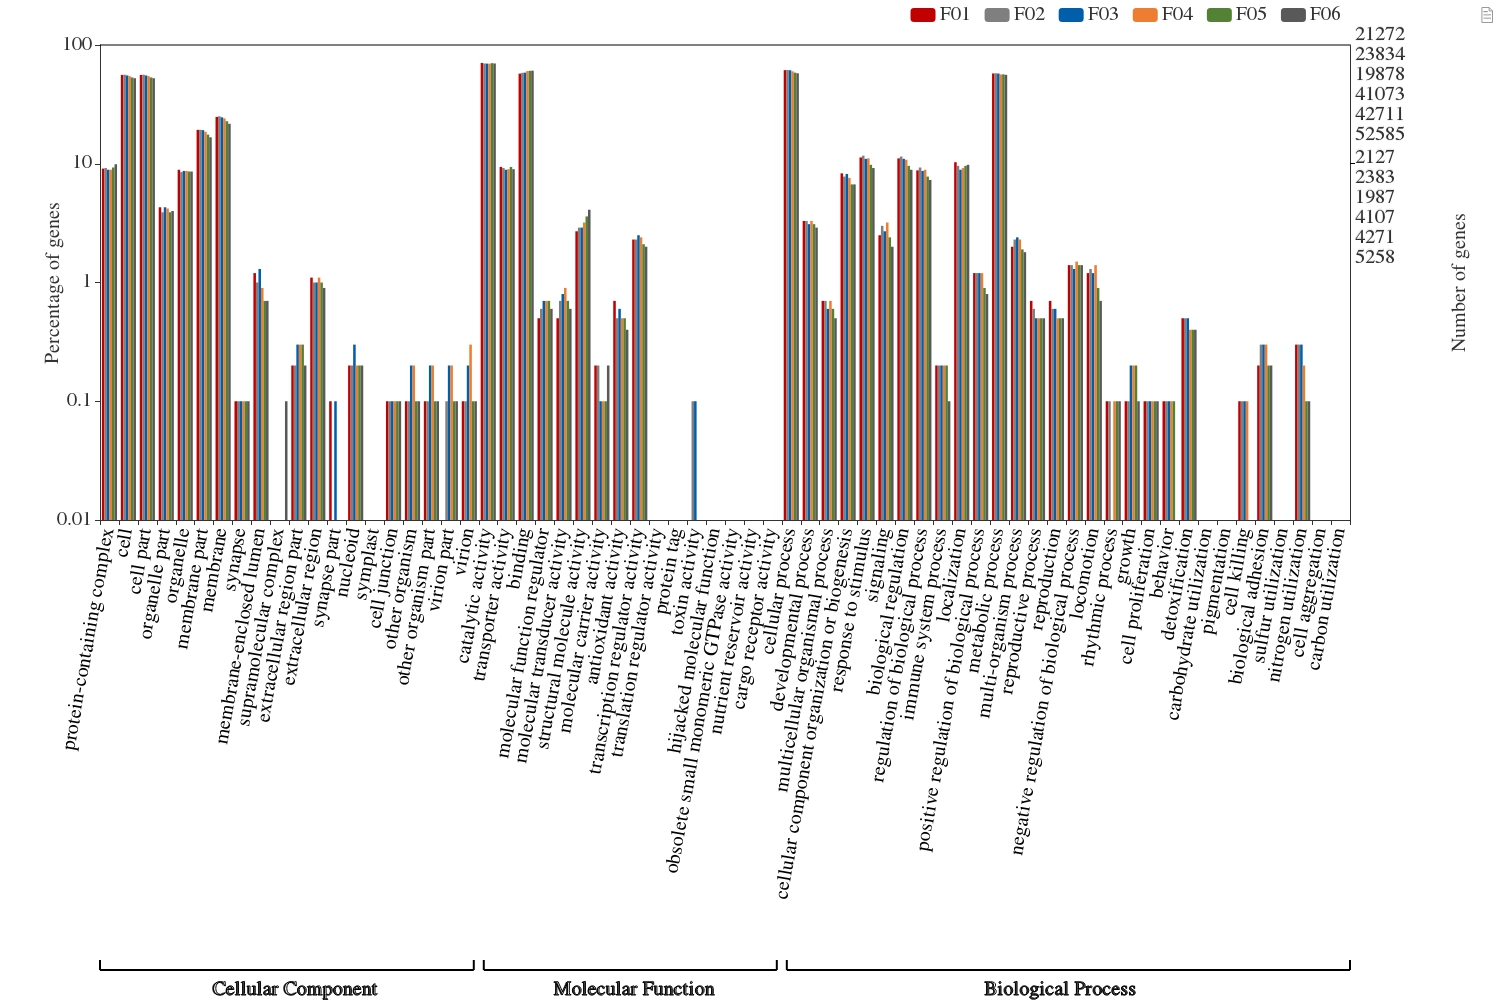 F01 F02 F03 F04 F05 F06
100
10
1
0.1
0.01
Percentage of genes
21272
23834
19878
41073
42711
52585
2127
2383
1987
4107
4271
5258
Number of genes
protein-containing complex
cell
cell part
organelle part
organelle
membrane part
membrane
synapse
membrane-enclosed lumen
supramolecular complex
extracellular region part
extracellular region
synapse part
nucleoid
symplast
cell junction
other organism
other organism part
virion part
virion
catalytic activity
transporter activity
binding
molecular function regulator
molecular transducer activity
structural molecule activity
molecular carrier activity
antioxidant activity
transcription regulator activity
translation regulator activity
protein tag
toxin activity
hijacked molecular function
obsolete small monomeric GTPase activity
nutrient reservoir activity
cargo receptor activity
cellular process
developmental process
multicellular organismal process
cellular component organization or biogenesis
response to stimulus
signaling
biological regulation
regulation of biological process
immune system process
localization
positive regulation of biological process
metabolic process
multi-organism process
reproductive process
reproduction
negative regulation of biological process
locomotion
rhythmic process
growth
cell proliferation
behavior
detoxification
carbohydrate utilization
pigmentation
cell killing
biological adhesion
sulfur utilization
nitrogen utilization
cell aggregation
carbon utilization
Cellular Component
Molecular Function
Biological Process